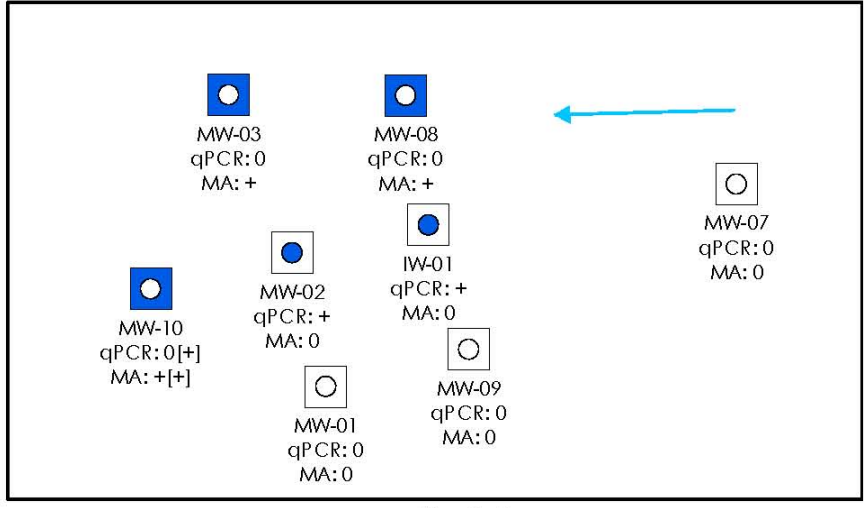 MW-03
qPCR: 0
MA: +
MW-08
qPCR: 0
MA: +
MW-07
qPCR: 0
MA: 0
IW-01
qPCR: +
MA: 0
MW-02
qPCR: +
MA: 0
MW-10
qPCR: 0[+]
MA: +[+]
MW-09
qPCR: 0
MA: 0
MW-01
qPCR: 0
MA: 0